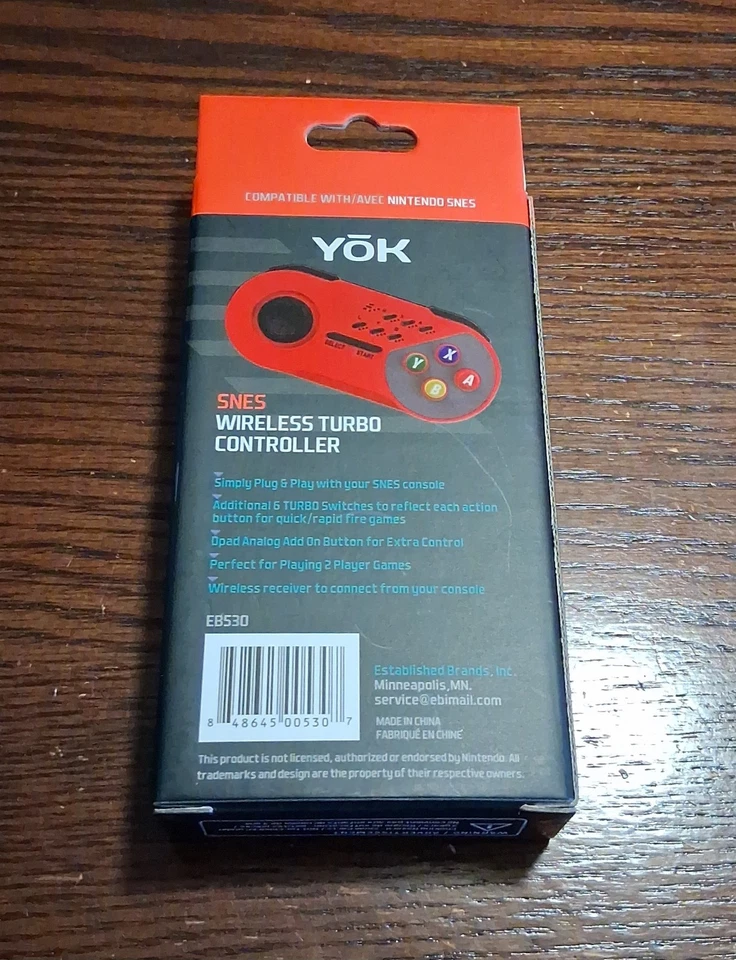 COMPATIBLE WITH/AVEC NINTENDO SNES
YŌK
SELECT START
Y X
B A
SNES
WIRELESS TURBO
CONTROLLER
Simply Plug & Play with your SNES console
Additional 6 TURBO Switches to reflect each action
button for quick/rapid fire games
Dpad Analog Add On Button for Extra Control
Perfect for Playing 2 Player Games
Wireless receiver to connect from your console
EB530
8 48645 00530 7
Established Brands, Inc.
Minneapolis, MN.
service@ebimail.com
MADE IN CHINA
FABRIQUÉ EN CHINE
This product is not licensed, authorized or endorsed by Nintendo. All
trademarks and design are the property of their respective owners.